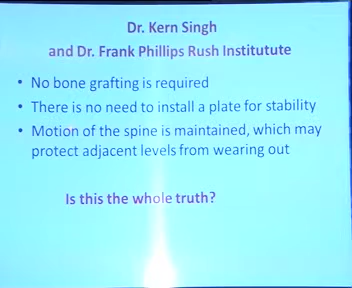 Dr. Kern Singh
and Dr. Frank Phillips Rush Institutute
• No bone grafting is required
• There is no need to install a plate for stability
• Motion of the spine is maintained, which may
protect adjacent levels from wearing out
Is this the whole truth?